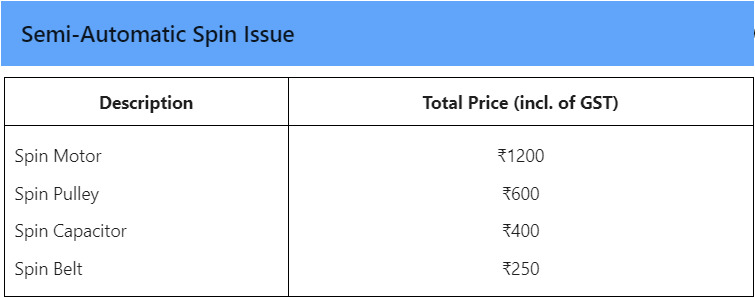 Semi-Automatic Spin Issue
Description Total Price (incl. of GST)
Spin Motor ₹1200
Spin Pulley ₹600
Spin Capacitor ₹400
Spin Belt ₹250